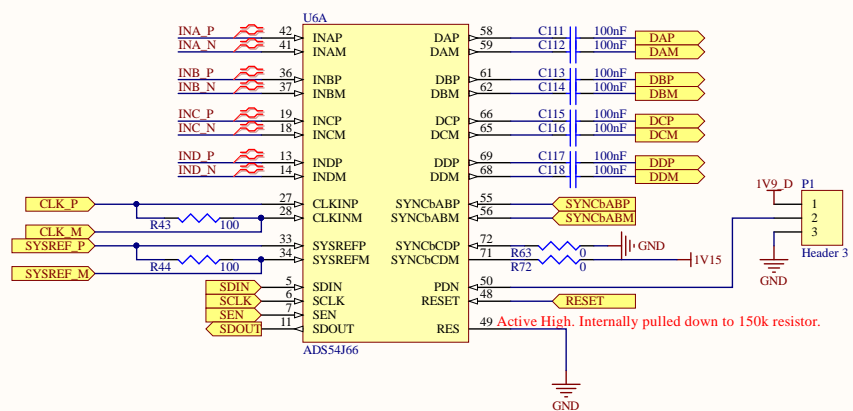 U6A
INA_P 42 INAP DAP 58 C111 100nF DAP
INA_N 41 INAM DAM 59 C112 100nF DAM
INB_P 36 INBP DBP 61 C113 100nF DBP
INB_N 37 INBM DBM 62 C114 100nF DBM
INC_P 19 INCP DCP 66 C115 100nF DCP
INC_N 18 INCM DCM 65 C116 100nF DCM
IND_P 13 INDP DDP 69 C117 100nF DDP
IND_N 14 INDM DDM 68 C118 100nF DDM
1V9_D P1
CLK_P 27 CLKINP SYNCbABP 55 SYNCbABP 1
28 CLKINM SYNCbABM 56 SYNCbABM 2
R43 100
CLK_M 3
SYSREF_P 33 SYSREFP SYNCbCDP 72 GND
R63 0
34 SYSREFM SYNCbCDM 71 Header 3
R44 100 R72 0 1V15
SYSREF_M
GND
SDIN 5 SDIN PDN 50
SCLK 6 SCLK RESET 48 RESET
SEN 7 SEN
SDOUT 11 SDOUT RES 49 Active High. Internally pulled down to 150k resistor.
ADS54J66
GND